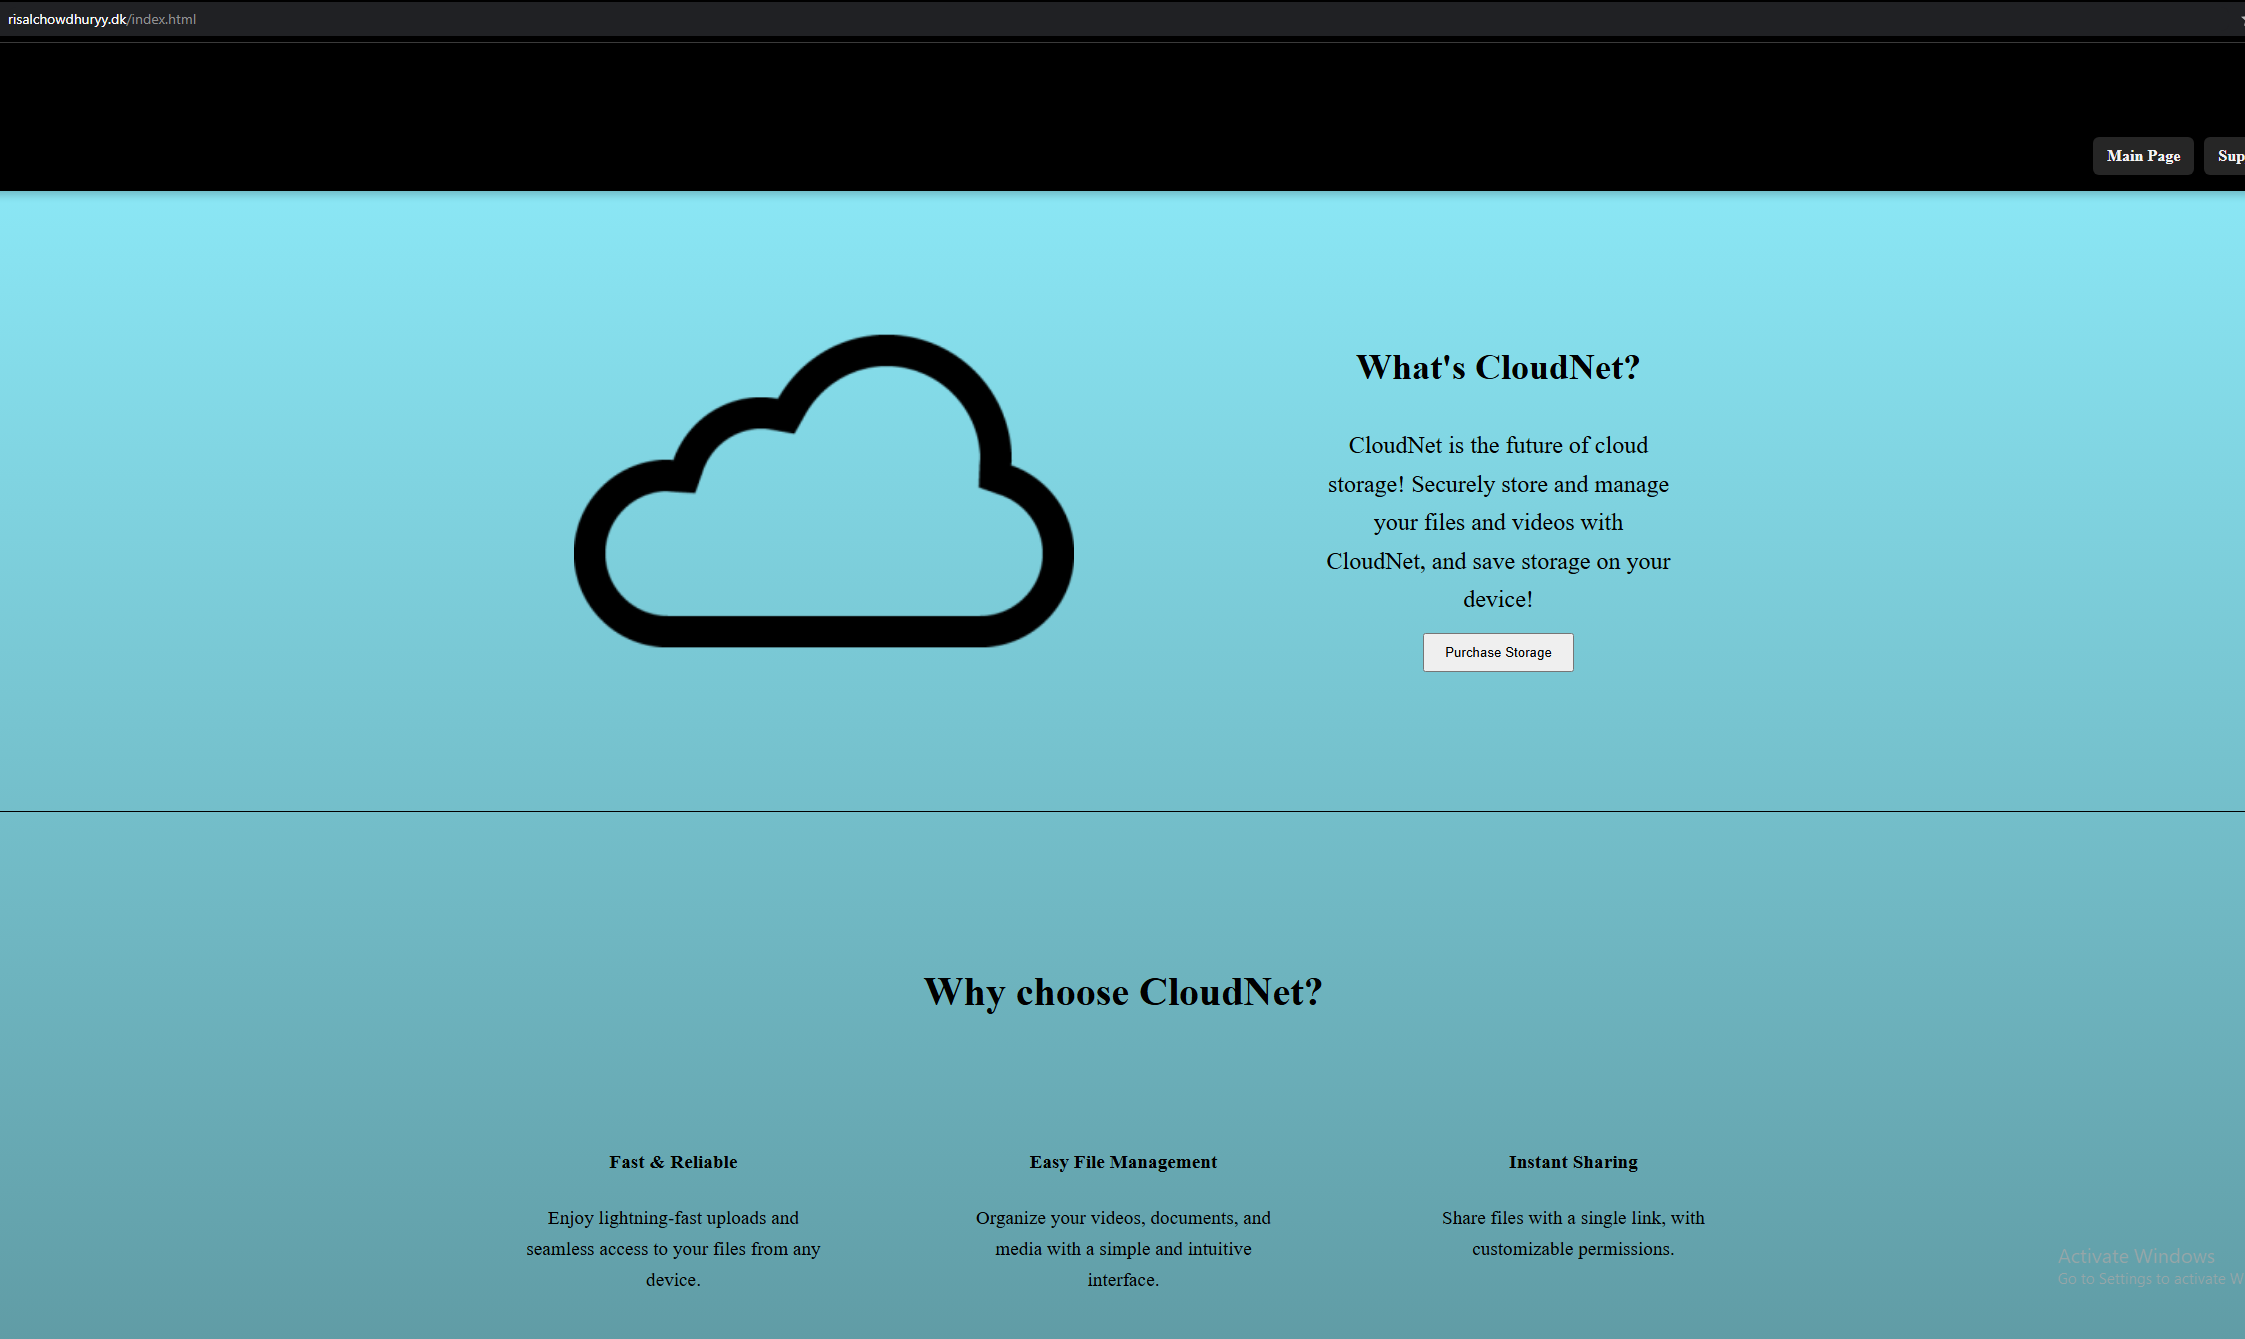 risalchowdhuryy.dk/index.html
Main Page
Sup
What's CloudNet?
CloudNet is the future of cloud
storage! Securely store and manage
your files and videos with
CloudNet, and save storage on your
device!
Purchase Storage
Why choose CloudNet?
Fast & Reliable
Enjoy lightning-fast uploads and
seamless access to your files from any
device.
Easy File Management
Organize your videos, documents, and
media with a simple and intuitive
interface.
Instant Sharing
Share files with a single link, with
customizable permissions.
Activate Windows
Go to Settings to activate W